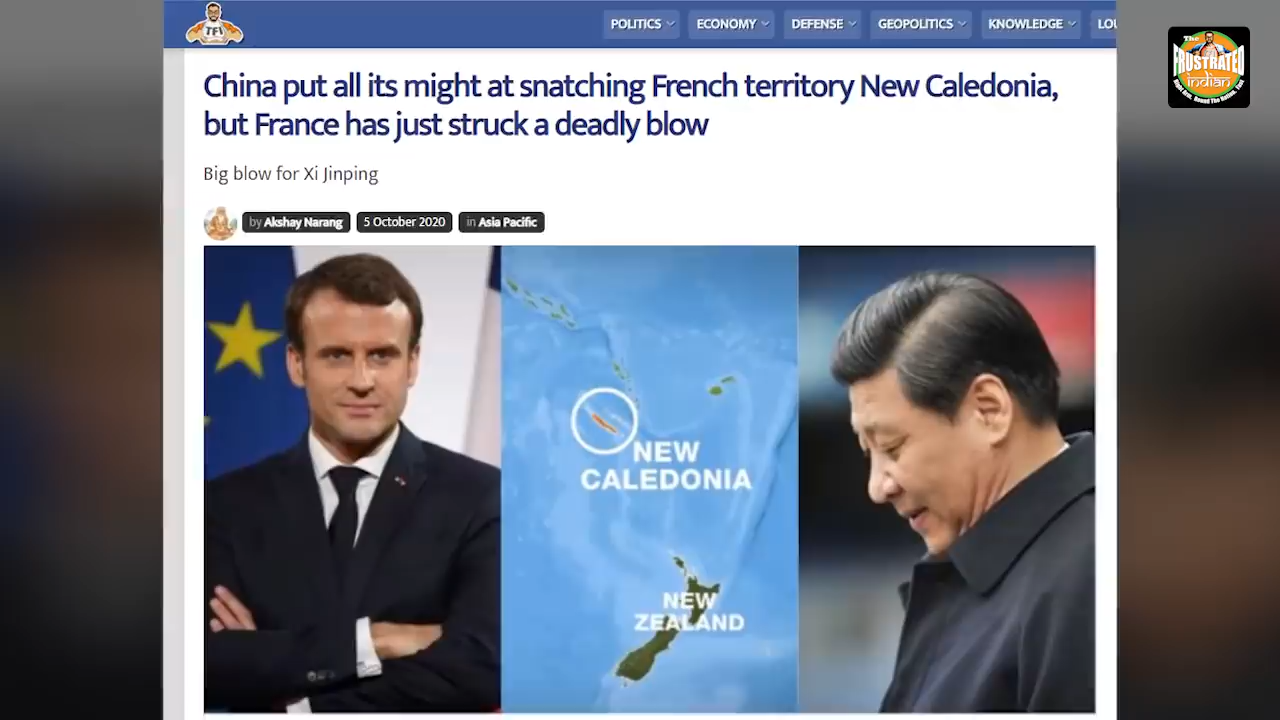 TFI
POLITICS
ECONOMY
DEFENSE
GEOPOLITICS
KNOWLEDGE
LOU
The
FRUSTRATED
indian
China put all its might at snatching French territory New Caledonia,
but France has just struck a deadly blow
Big blow for Xi Jinping
by Akshay Narang
5 October 2020
in Asia Pacific
NEW
CALEDONIA
NEW
ZEALAND